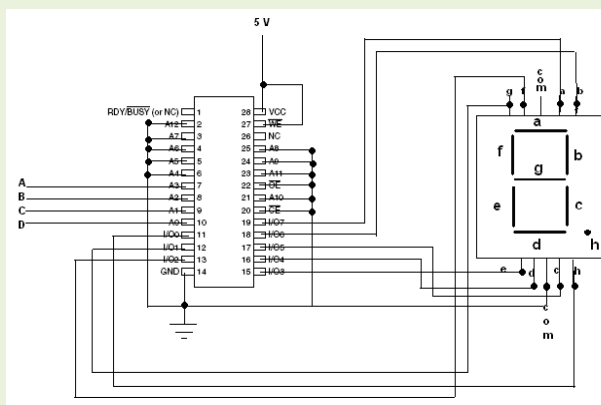 5 V
RDY/BUSY (or NC) 1 28 VCC
A12 2 27 WE
A7 3 26 NC
A6 4 25 A8
A5 5 24 A9
A4 6 23 A11
A A3 7 22 OE
B A2 8 21 A10
C A1 9 20 CE
D A0 10 19 I/O7
I/O0 11 18 I/O6
I/O1 12 17 I/O5
I/O2 13 16 I/O4
GND 14 15 I/O3
g f com a b
a
f b
g
e c
d h
e d com c h